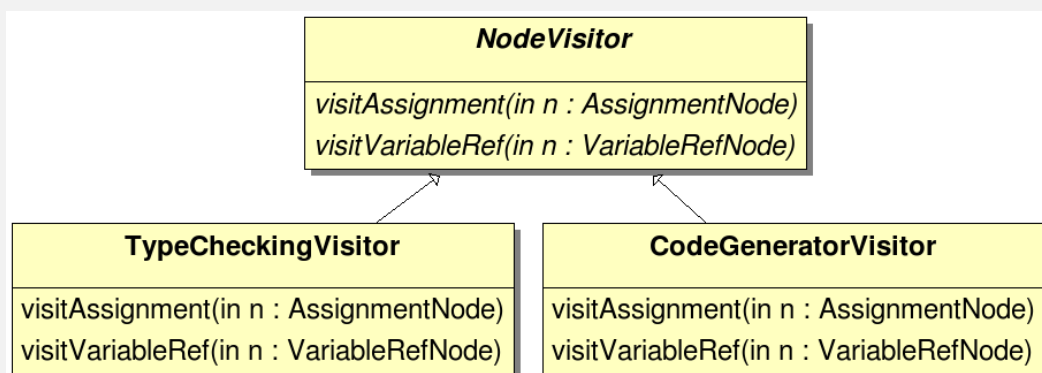 NodeVisitor
visitAssignment(in n : AssignmentNode)
visitVariableRef(in n : VariableRefNode)
TypeCheckingVisitor
visitAssignment(in n : AssignmentNode)
visitVariableRef(in n : VariableRefNode)
CodeGeneratorVisitor
visitAssignment(in n : AssignmentNode)
visitVariableRef(in n : VariableRefNode)